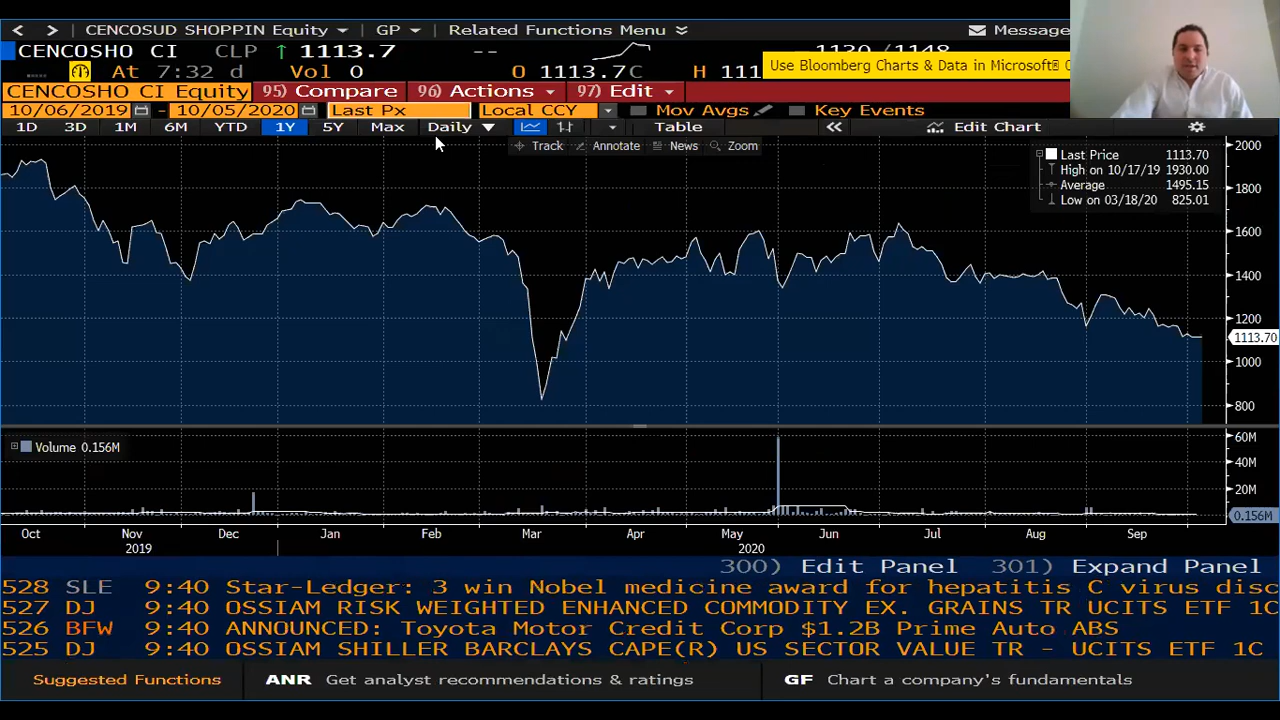 < > CENCOSUD SHOPPIN Equity GP Related Functions Menu Message
CENCOSHO CI CLP ↑ 1113.7 -- 1130 / 1148
At 7:32 d Vol 0 O 1113.7C H 111
Use Bloomberg Charts & Data in Microsoft®
CENCOSHO CI Equity 95) Compare 96) Actions 97) Edit
10/06/2019 - 10/05/2020 Last Px Local CCY Mov Avgs Key Events
1D 3D 1M 6M YTD 1Y 5Y Max Daily Table « Edit Chart
Track Annotate News Zoom
Last Price 1113.70
High on 10/17/19 1930.00
Average 1495.15
Low on 03/18/20 825.01
2000
1800
1600
1400
1200
1113.70
1000
800
Volume 0.156M
60M
40M
20M
0.156M
Oct Nov Dec Jan Feb Mar Apr May Jun Jul Aug Sep
2019 2020
300) Edit Panel 301) Expand Panel
528 SLE 9:40 Star-Ledger: 3 win Nobel medicine award for hepatitis C virus disc
527 DJ 9:40 OSSIAM RISK WEIGHTED ENHANCED COMMODITY EX. GRAINS TR UCITS ETF 1C
526 BFW 9:40 ANNOUNCED: Toyota Motor Credit Corp $1.2B Prime Auto ABS
525 DJ 9:40 OSSIAM SHILLER BARCLAYS CAPE(R) US SECTOR VALUE TR - UCITS ETF 1C
Suggested Functions ANR Get analyst recommendations & ratings GF Chart a company's fundamentals